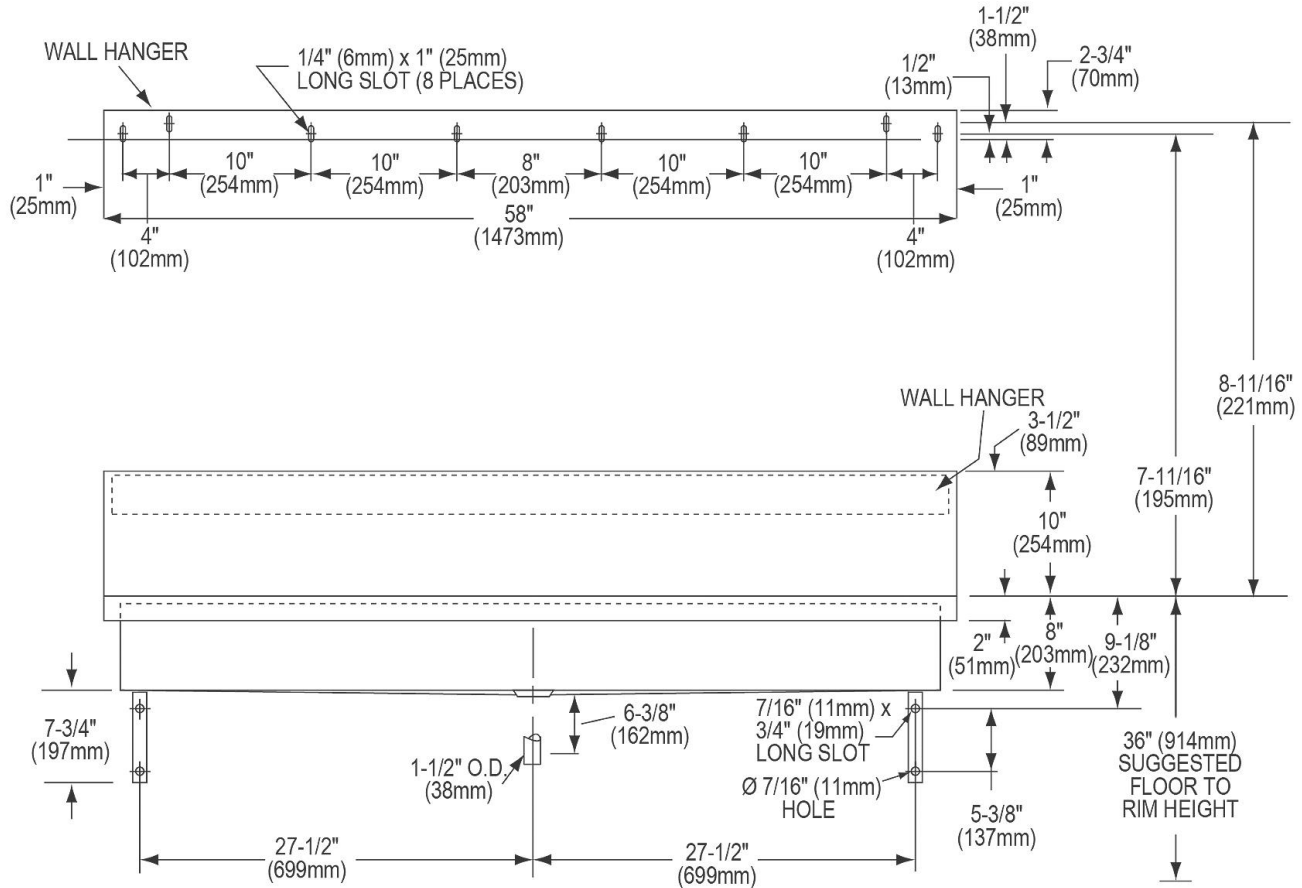 1-1/2"
(38mm)
WALL HANGER
1/4" (6mm) x 1" (25mm)
LONG SLOT (8 PLACES)
1/2"
(13mm)
2-3/4"
(70mm)
1"
(25mm)
10"
(254mm)
10"
(254mm)
8"
(203mm)
10"
(254mm)
10"
(254mm)
1"
(25mm)
58"
(1473mm)
4"
(102mm)
4"
(102mm)
8-11/16"
(221mm)
WALL HANGER
3-1/2"
(89mm)
7-11/16"
(195mm)
10"
(254mm)
2"
(51mm)
8"
(203mm)
9-1/8"
(232mm)
7-3/4"
(197mm)
6-3/8"
(162mm)
7/16" (11mm) x
3/4" (19mm)
LONG SLOT
1-1/2" O.D.
(38mm)
Ø 7/16" (11mm)
HOLE
36" (914mm)
SUGGESTED
FLOOR TO
RIM HEIGHT
5-3/8"
(137mm)
27-1/2"
(699mm)
27-1/2"
(699mm)